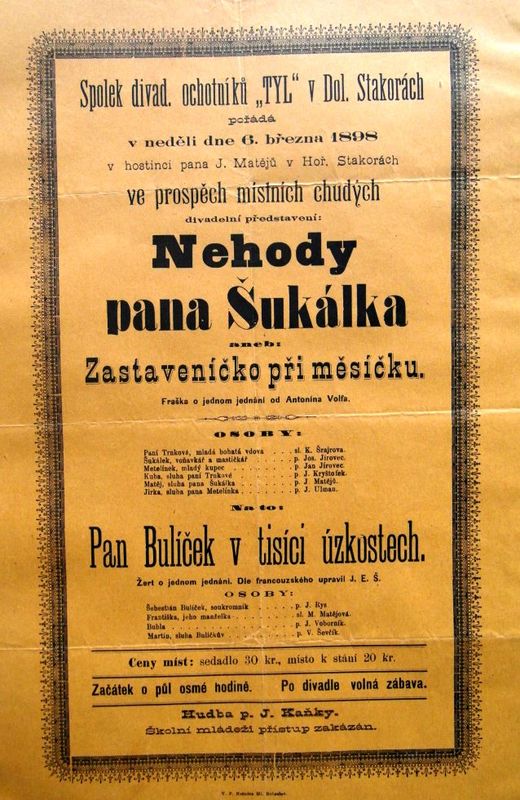 Spolek divad. ochotníků „TYL“ v Dol. Stakorách
pořádá
v neděli dne 6. března 1898
v hostinci pana J. Matějů v Hoř. Stakorách
ve prospěch místních chudých
divadelní představení:
Nehody
pana Šukálka
aneb:
Zastaveníčko při měsíčku.
Fraška o jednom jednání od Antonína Volfa.
OSOBY:
Paní Trnková, mladá bohatá vdova . . . . sl. K. Šrajrova.
Šukálek, voňavkář a mastičkář . . . . . p. Jos. Jírovec.
Metelínek, mladý kupec . . . . . . . p. Jan Jírovec.
Kuba, sluha paní Trnkové . . . . . . p. J. Kryštofek.
Matěj, sluha pana Šukálka . . . . . . p. J. Matějů.
Jirka, sluha pana Metelínka . . . . . . p. J. Ulman.
Na to:
Pan Bulíček v tisíci úzkostech.
Žert o jednom jednání. Dle francouzského upravil J. E. Š.
OSOBY:
Šebestián Bulíček, soukromník . . . . . p. J. Rys
Františka, jeho manželka . . . . . . sl. M. Matějová.
Bubla . . . . . . . . . . . . p. J. Voborník.
Martin, sluha Bulíčkův . . . . . . . p. V. Ševčík.
Ceny míst: sedadlo 30 kr., místo k stání 20 kr.
Začátek o půl osmé hodině. Po divadle volná zábava.
Hudba p. J. Kaňky.
Školní mládeži přístup zakázán.